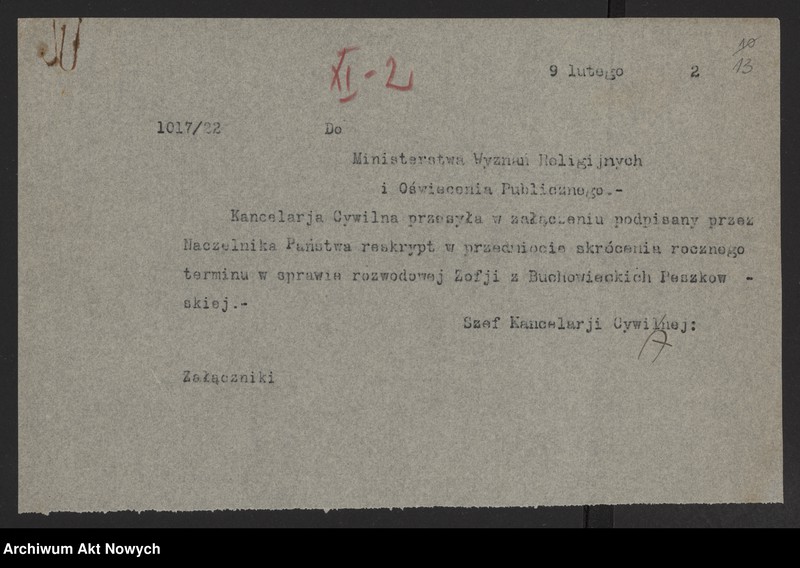 10
13
XI-2
9 lutego 2
1017/22 Do
Ministerstwa Wyznań Religijnych
i Oświecenia Publicznego.-
Kancelarja Cywilna przesyła w załączeniu podpisany przez
Naczelnika Państwa reskrypt w przedmiocie skrócenia rocznego
terminu w sprawie rozwodowej Zofji z Buchowieckich Peszkow -
skiej.-
Szef Kancelarji Cywilnej:
Załączniki
Archiwum Akt Nowych